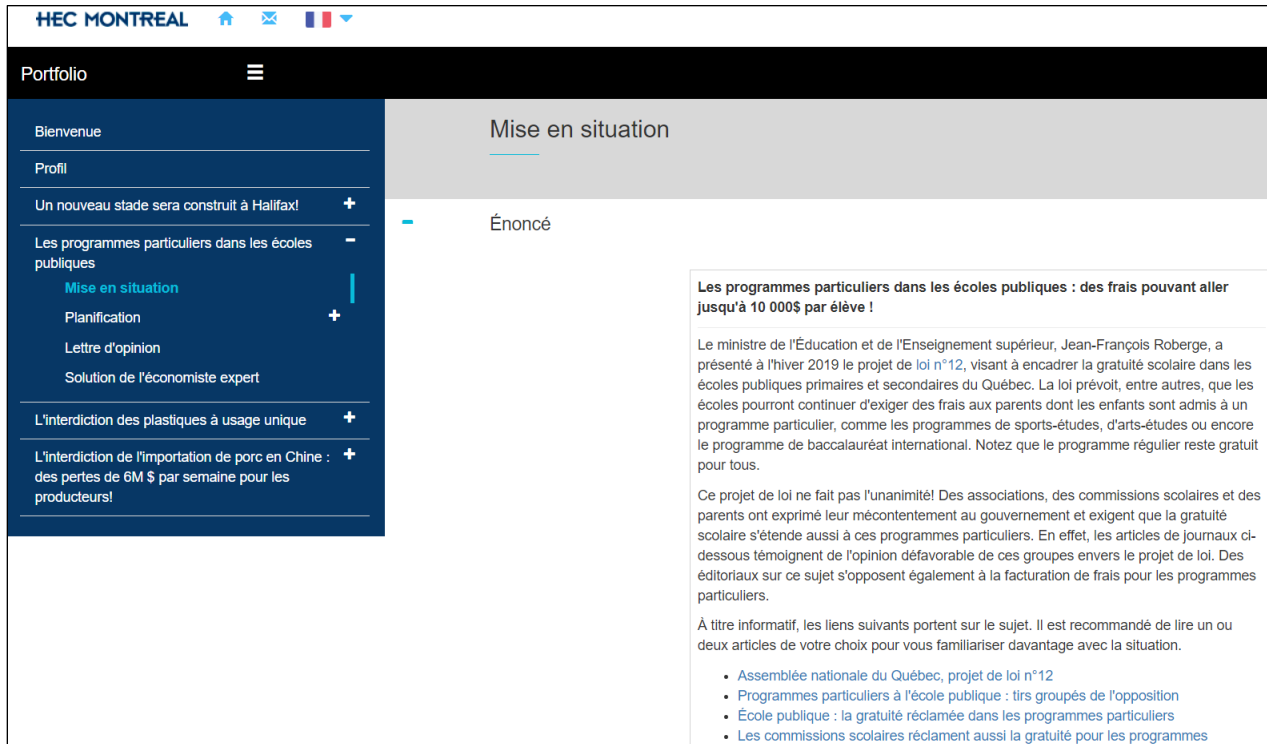 HEC MONTREAL
Portfolio
Bienvenue
Profil
Un nouveau stade sera construit à Halifax!
Les programmes particuliers dans les écoles
publiques
Mise en situation
Planification
Lettre d'opinion
Solution de l'économiste expert
L'interdiction des plastiques à usage unique
L'interdiction de l'importation de porc en Chine :
des pertes de 6M $ par semaine pour les
producteurs!
Mise en situation
Énoncé
Les programmes particuliers dans les écoles publiques : des frais pouvant aller
jusqu'à 10 000$ par élève !
Le ministre de l'Éducation et de l'Enseignement supérieur, Jean-François Roberge, a
présenté à l'hiver 2019 le projet de loi n°12, visant à encadrer la gratuité scolaire dans les
écoles publiques primaires et secondaires du Québec. La loi prévoit, entre autres, que les
écoles pourront continuer d'exiger des frais aux parents dont les enfants sont admis à un
programme particulier, comme les programmes de sports-études, d'arts-études ou encore
le programme de baccalauréat international. Notez que le programme régulier reste gratuit
pour tous.
Ce projet de loi ne fait pas l'unanimité! Des associations, des commissions scolaires et des
parents ont exprimé leur mécontentement au gouvernement et exigent que la gratuité
scolaire s'étende aussi à ces programmes particuliers. En effet, les articles de journaux ci-
dessous témoignent de l'opinion défavorable de ces groupes envers le projet de loi. Des
éditoriaux sur ce sujet s'opposent également à la facturation de frais pour les programmes
particuliers.
À titre informatif, les liens suivants portent sur le sujet. Il est recommandé de lire un ou
deux articles de votre choix pour vous familiariser davantage avec la situation.
• Assemblée nationale du Québec, projet de loi n°12
• Programmes particuliers à l'école publique : tirs groupés de l'opposition
• École publique : la gratuité réclamée dans les programmes particuliers
• Les commissions scolaires réclament aussi la gratuité pour les programmes